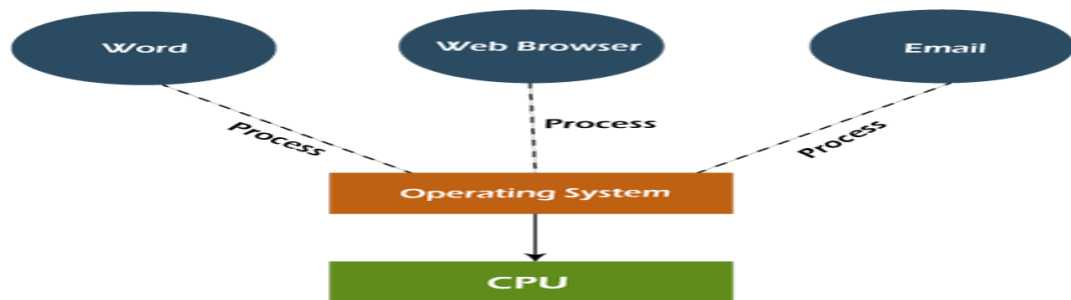 Word
Web Browser
Email
Process
Process
Process
Operating System
CPU